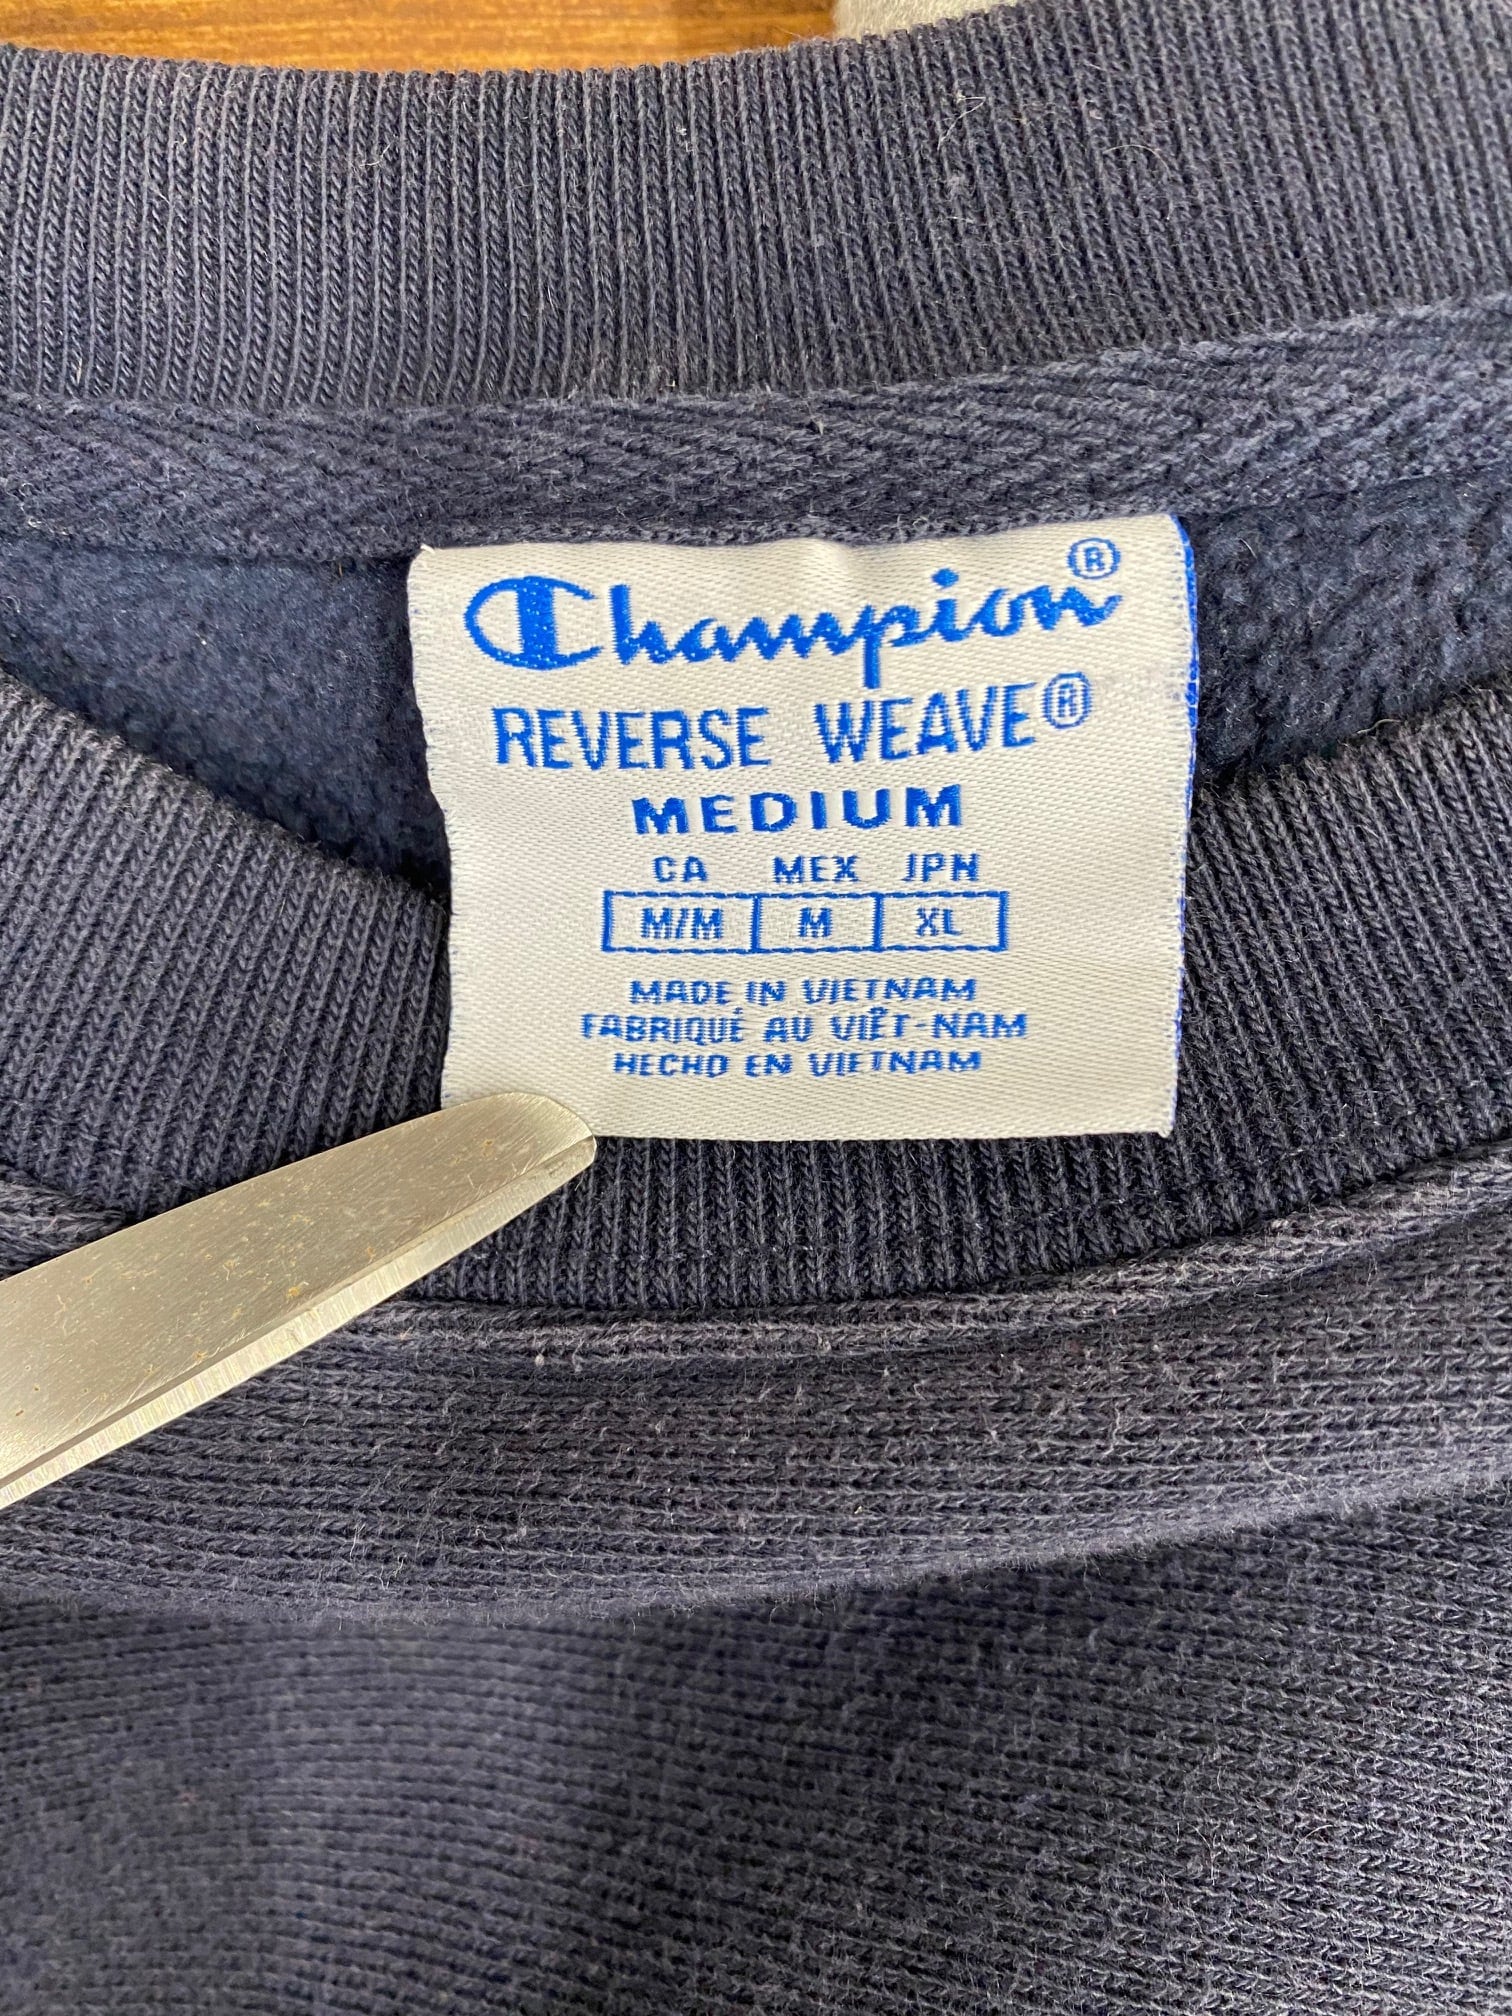 Champion®
REVERSE WEAVE®
MEDIUM
CA MEX JPN
M/M M XL
MADE IN VIETNAM
FABRIQUÉ AU VIÊT-NAM
HECHO EN VIETNAM